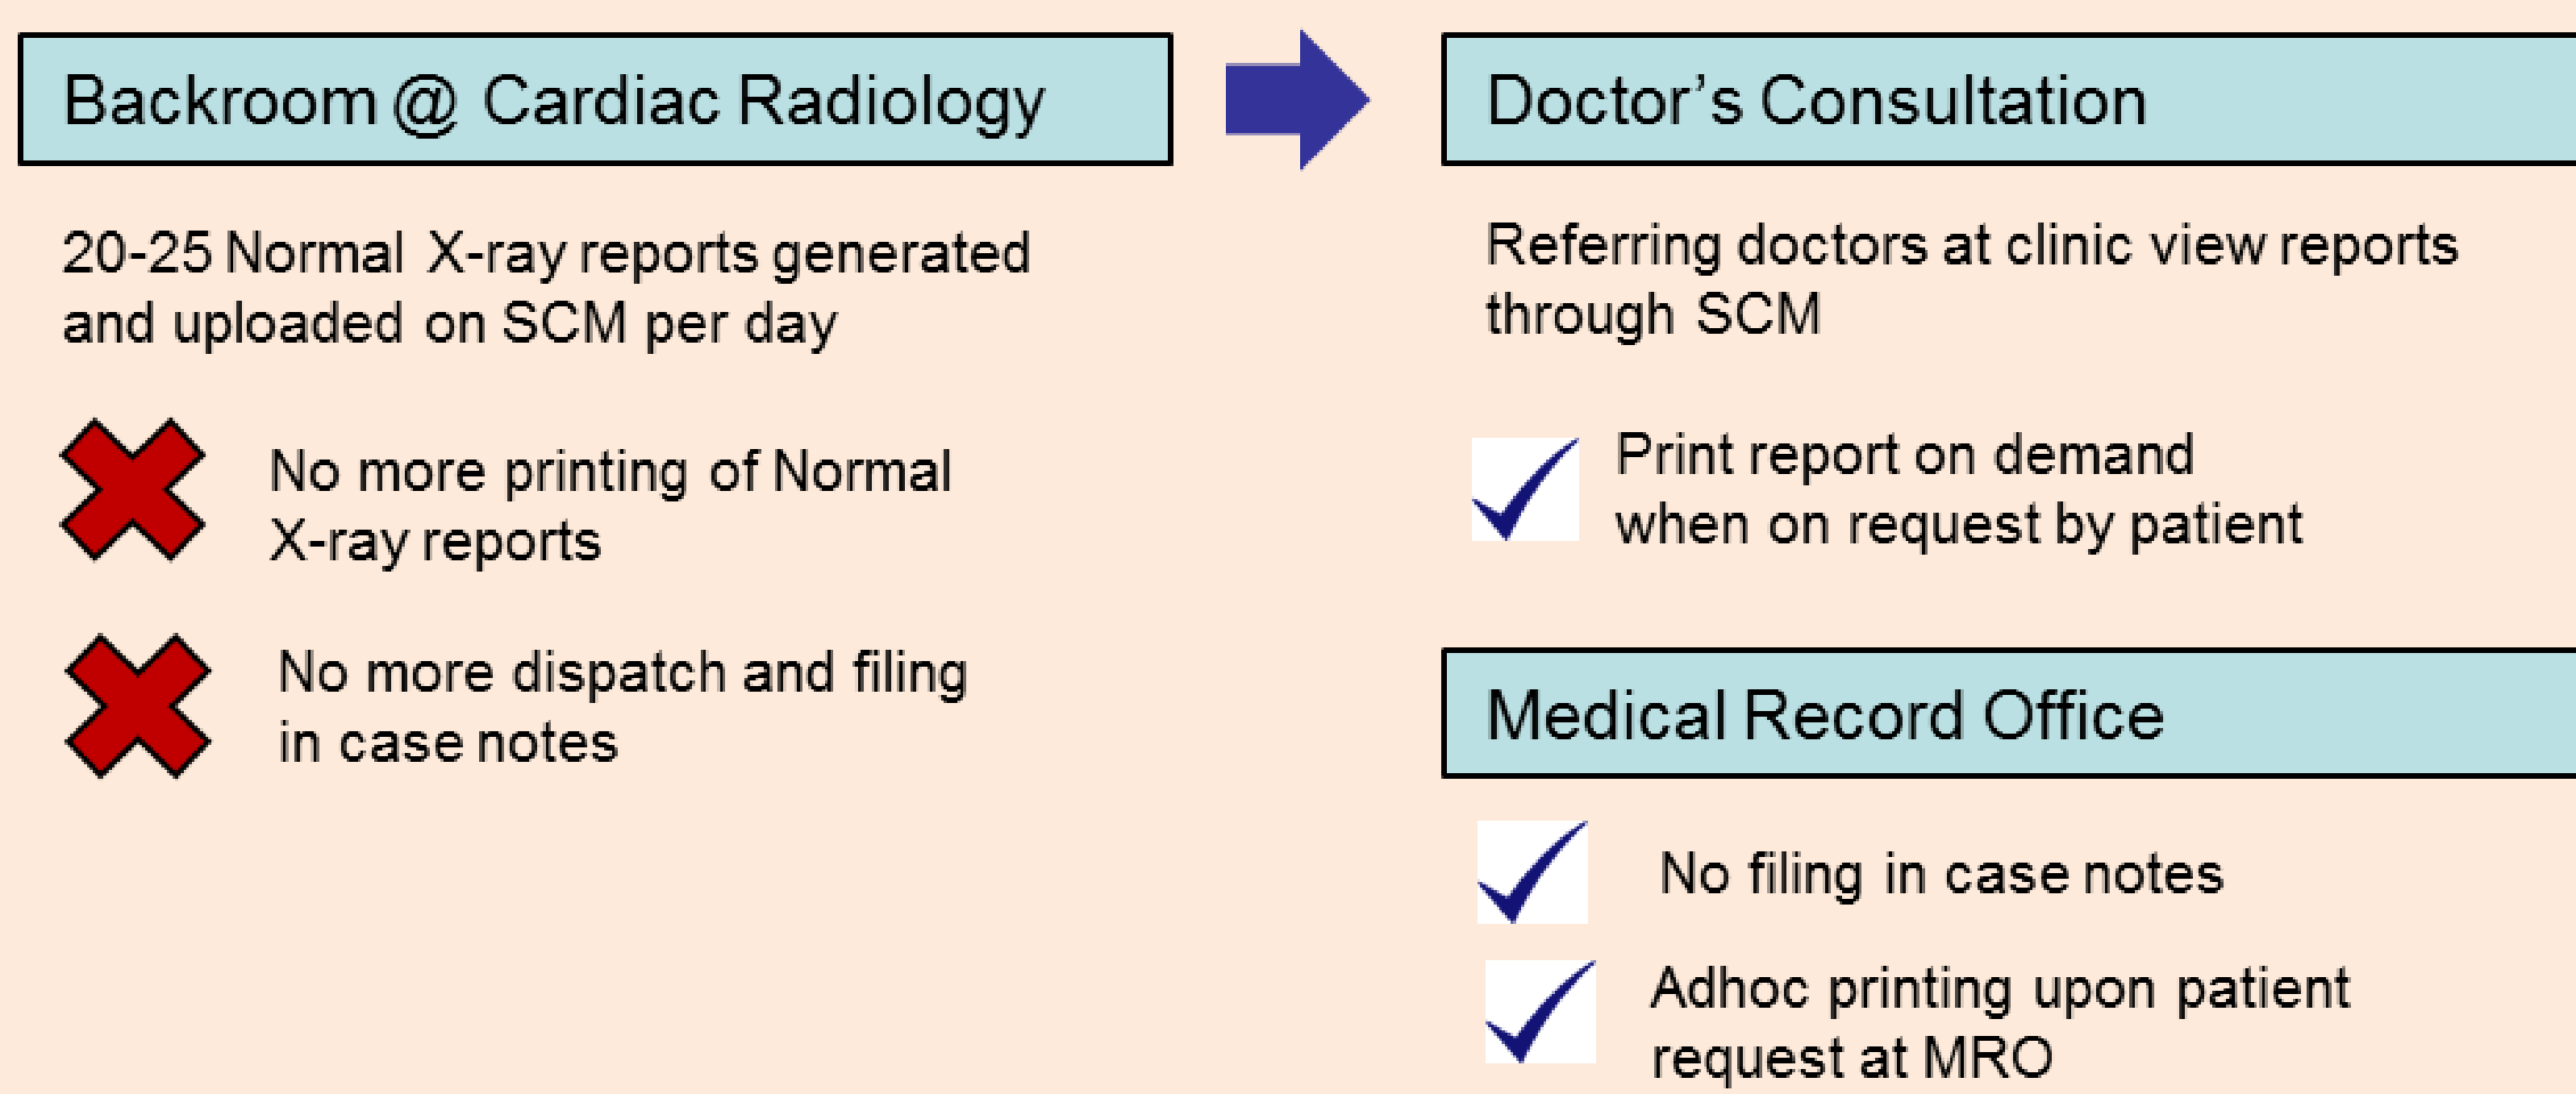 Backroom @ Cardiac Radiology
20-25 Normal X-ray reports generated
and uploaded on SCM per day
No more printing of Normal
X-ray reports
No more dispatch and filing
in case notes
Doctor's Consultation
Referring doctors at clinic view reports
through SCM
Print report on demand
when on request by patient
Medical Record Office
No filing in case notes
Adhoc printing upon patient
request at MRO